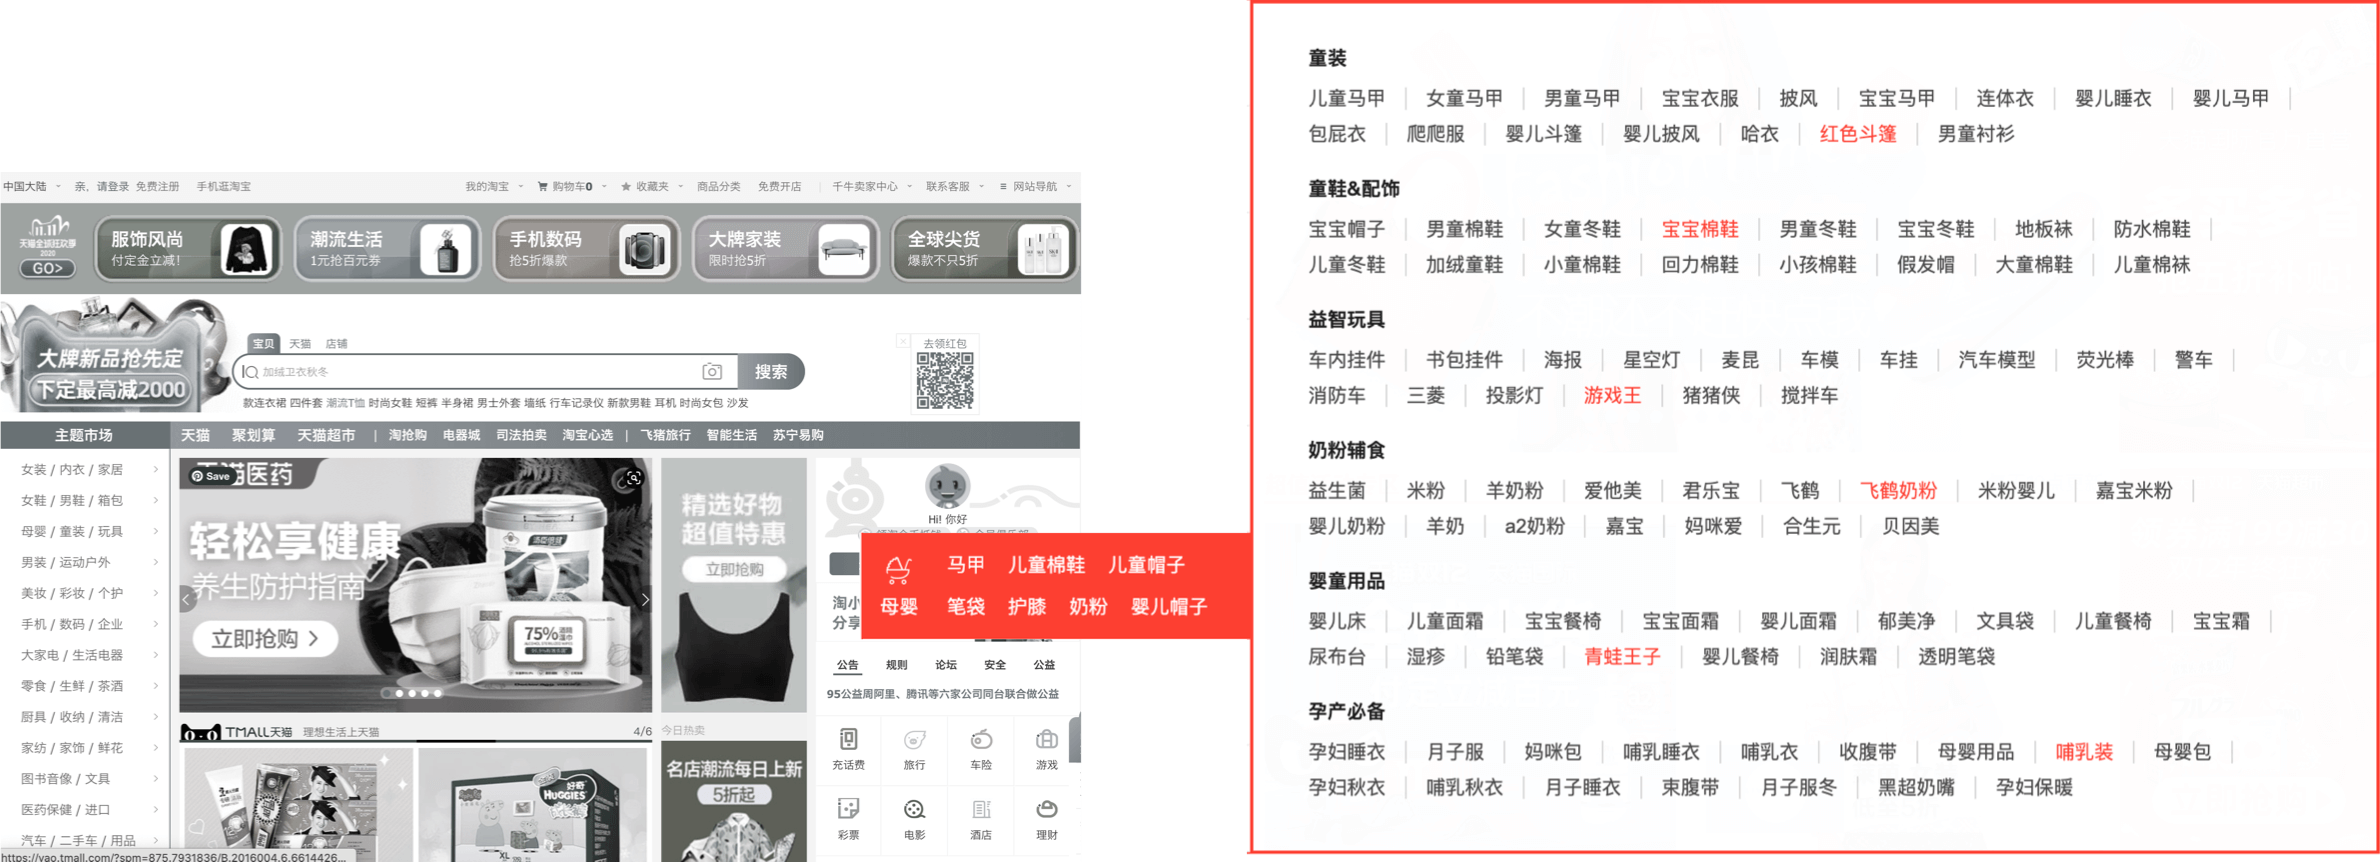 中国大陆 亲，请登录 免费注册 手机逛淘宝 我的淘宝 购物车0 收藏夹 商品分类 免费开店 千牛卖家中心 联系客服 网站导航
天猫全球狂欢季
2020
GO>
服饰风尚
付定金立减!
潮流生活
1元抢百元券
手机数码
抢5折爆款
大牌家装
限时抢5折
全球尖货
爆款不只5折
大牌新品抢先定
下定最高减2000
宝贝 天猫 店铺
加绒卫衣秋冬
搜索
款连衣裙 四件套 潮流T恤 时尚女鞋 短裤 半身裙 男士外套 墙纸 行车记录仪 新款男鞋 耳机 时尚女包 沙发
去领红包
主题市场 天猫 聚划算 天猫超市 | 淘抢购 电器城 司法拍卖 淘宝心选 | 飞猪旅行 智能生活 苏宁易购
女装 / 内衣 / 家居
女鞋 / 男鞋 / 箱包
母婴 / 童装 / 玩具
男装 / 运动户外
美妆 / 彩妆 / 个护
手机 / 数码 / 企业
大家电 / 生活电器
零食 / 生鲜 / 茶酒
厨具 / 收纳 / 清洁
家纺 / 家饰 / 鲜花
图书音像 / 文具
医药保健 / 进口
汽车 / 二手车 / 用品
https://yao.tmall.com/?spm=875.7931836/B.2016004.6.6614426...
Save
猫医药
轻松享健康
养生防护指南
立即抢购 >
汤臣倍健
75%
精选好物
超值特惠
立即抢购
Hi! 你好
淘小
分享
公告 规则 论坛 安全 公益
95公益周阿里、腾讯等六家公司同台联合做公益
充话费 旅行 车险 游戏
彩票 电影 酒店 理财
TMALL天猫 理想生活上天猫 4/6
今日热卖
好奇
HUGGIES
XL
名店潮流每日上新
5折起
母婴
马甲 儿童棉鞋 儿童帽子
笔袋 护膝 奶粉 婴儿帽子
童装
儿童马甲 | 女童马甲 | 男童马甲 | 宝宝衣服 | 披风 | 宝宝马甲 | 连体衣 | 婴儿睡衣 | 婴儿马甲 |
包屁衣 | 爬爬服 | 婴儿斗篷 | 婴儿披风 | 哈衣 | 红色斗篷 | 男童衬衫
童鞋&配饰
宝宝帽子 | 男童棉鞋 | 女童冬鞋 | 宝宝棉鞋 | 男童冬鞋 | 宝宝冬鞋 | 地板袜 | 防水棉鞋 |
儿童冬鞋 | 加绒童鞋 | 小童棉鞋 | 回力棉鞋 | 小孩棉鞋 | 假发帽 | 大童棉鞋 | 儿童棉袜
益智玩具
车内挂件 | 书包挂件 | 海报 | 星空灯 | 麦昆 | 车模 | 车挂 | 汽车模型 | 荧光棒 | 警车 |
消防车 | 三菱 | 投影灯 | 游戏王 | 猪猪侠 | 搅拌车
奶粉辅食
益生菌 | 米粉 | 羊奶粉 | 爱他美 | 君乐宝 | 飞鹤 | 飞鹤奶粉 | 米粉婴儿 | 嘉宝米粉 |
婴儿奶粉 | 羊奶 | a2奶粉 | 嘉宝 | 妈咪爱 | 合生元 | 贝因美
婴童用品
婴儿床 | 儿童面霜 | 宝宝餐椅 | 宝宝面霜 | 婴儿面霜 | 郁美净 | 文具袋 | 儿童餐椅 | 宝宝霜 |
尿布台 | 湿疹 | 铅笔袋 | 青蛙王子 | 婴儿餐椅 | 润肤霜 | 透明笔袋
孕产必备
孕妇睡衣 | 月子服 | 妈咪包 | 哺乳睡衣 | 哺乳衣 | 收腹带 | 母婴用品 | 哺乳装 | 母婴包 |
孕妇秋衣 | 哺乳秋衣 | 月子睡衣 | 束腹带 | 月子服冬 | 黑超奶嘴 | 孕妇保暖